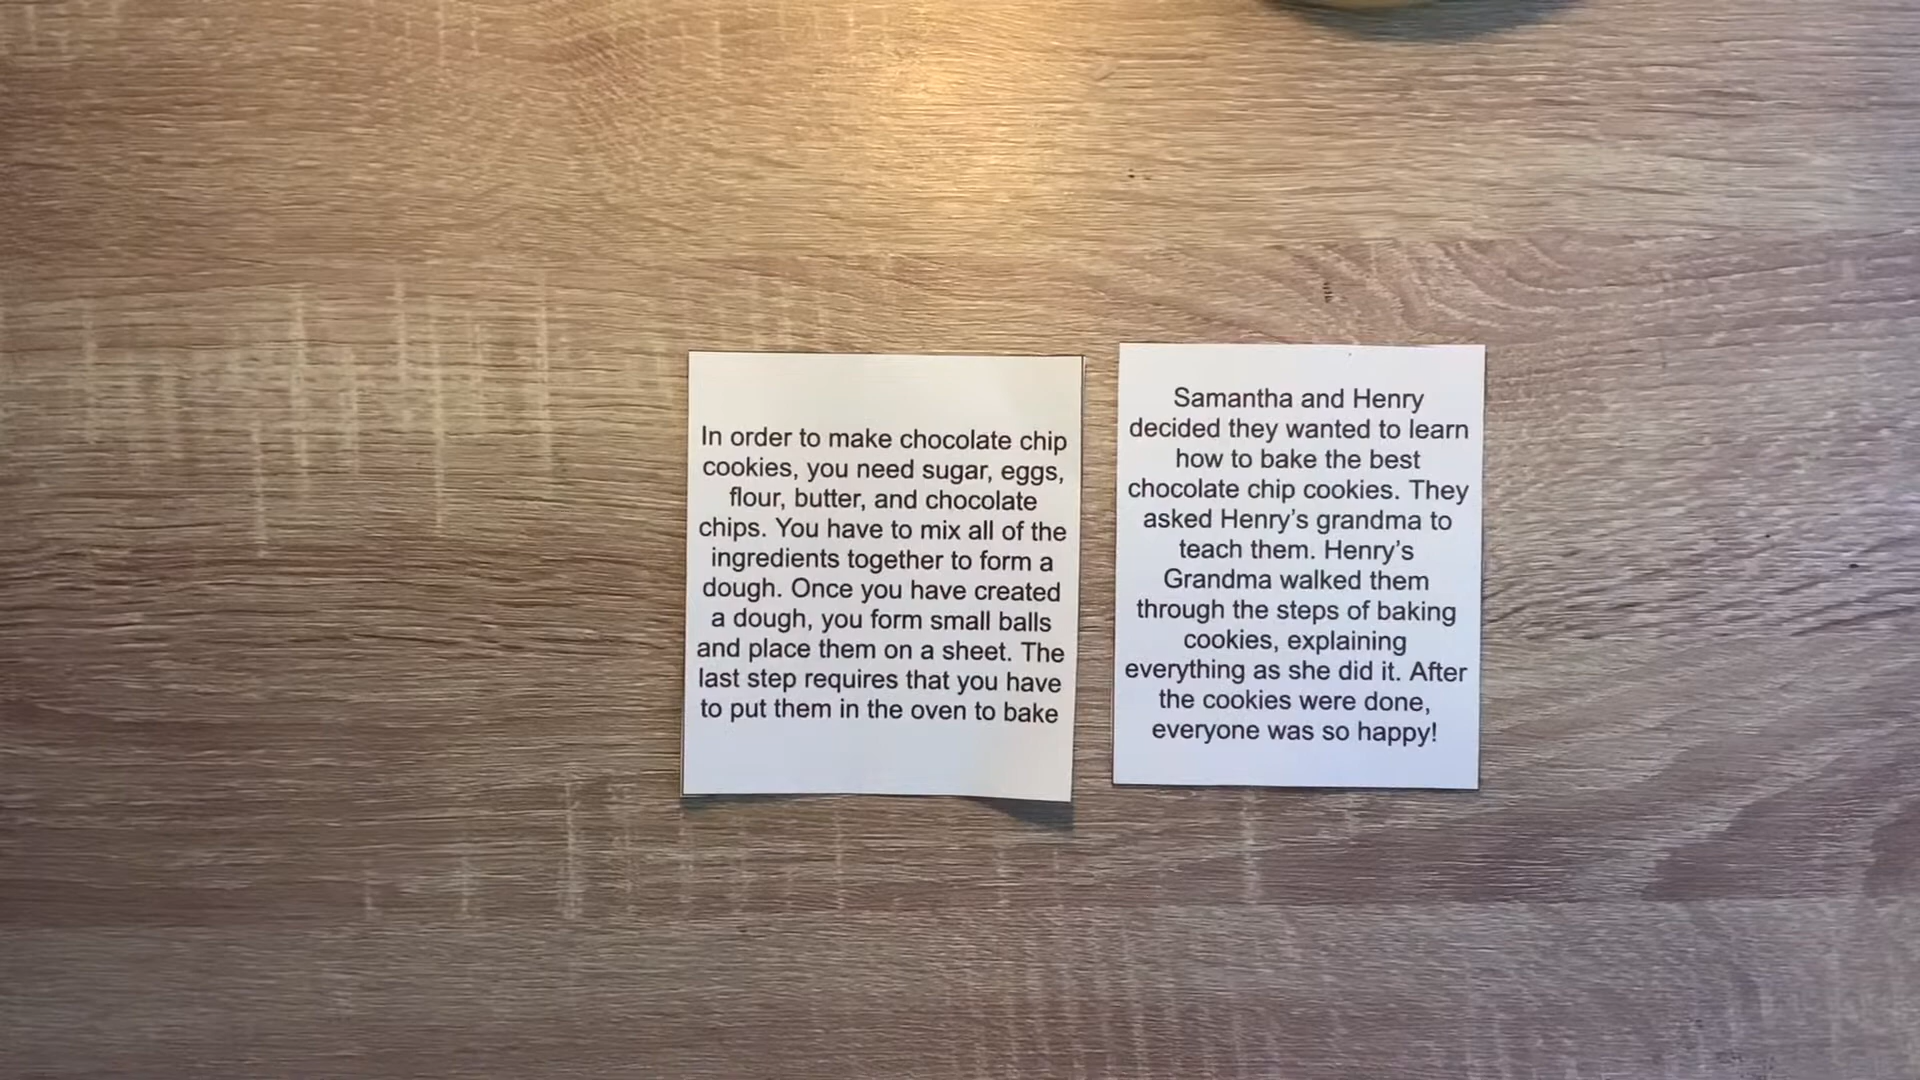 In order to make chocolate chip
cookies, you need sugar, eggs,
flour, butter, and chocolate
chips. You have to mix all of the
ingredients together to form a
dough. Once you have created
a dough, you form small balls
and place them on a sheet. The
last step requires that you have
to put them in the oven to bake
Samantha and Henry
decided they wanted to learn
how to bake the best
chocolate chip cookies. They
asked Henry’s grandma to
teach them. Henry’s
Grandma walked them
through the steps of baking
cookies, explaining
everything as she did it. After
the cookies were done,
everyone was so happy!